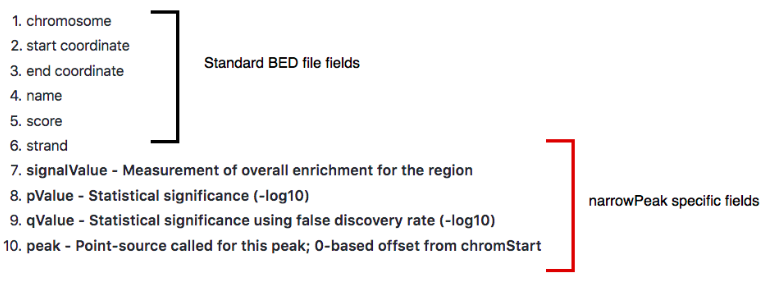 1. chromosome
2. start coordinate
3. end coordinate
4. name
5. score
6. strand
Standard BED file fields
7. signalValue - Measurement of overall enrichment for the region
8. pValue - Statistical significance (-log10)
9. qValue - Statistical significance using false discovery rate (-log10)
10. peak - Point-source called for this peak; 0-based offset from chromStart
narrowPeak specific fields